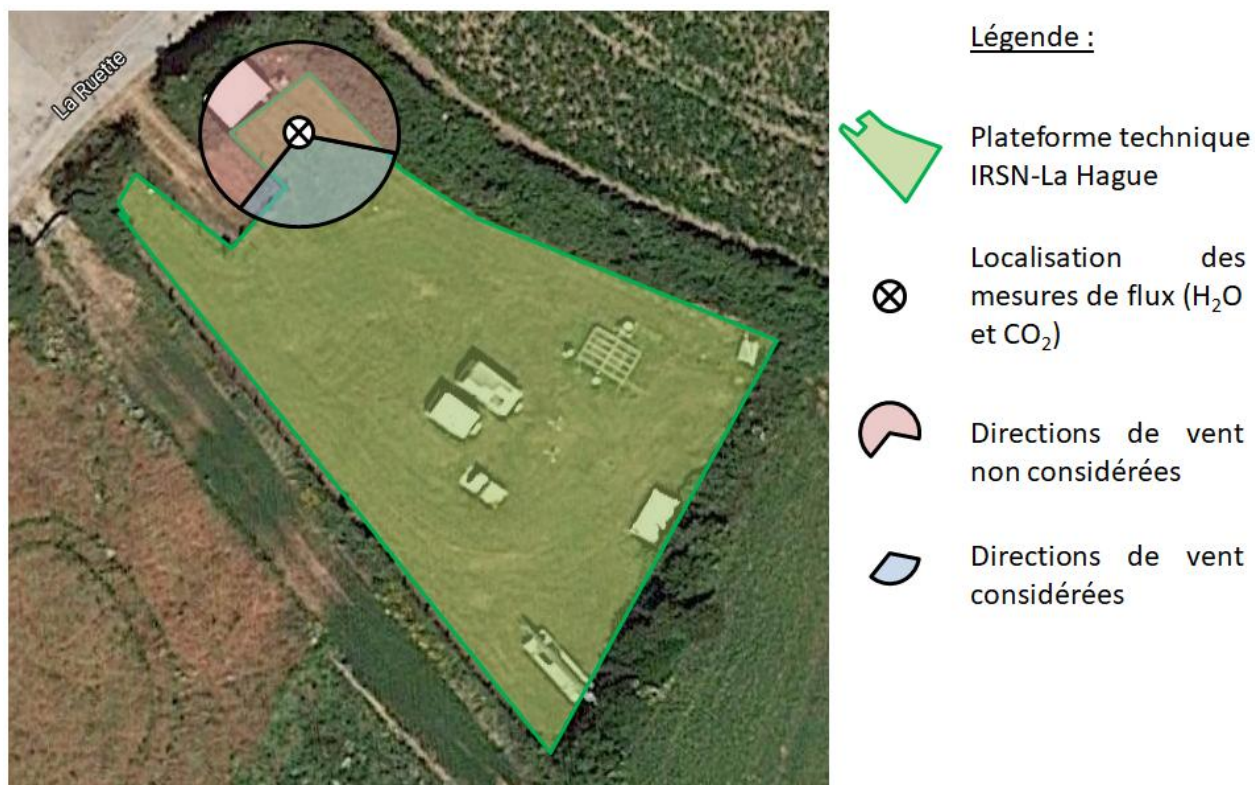 La Ruette
Légende :
Plateforme technique
IRSN-La Hague
Localisation des
mesures de flux (H₂O
et CO₂)
Directions de vent
non considérées
Directions de vent
considérées